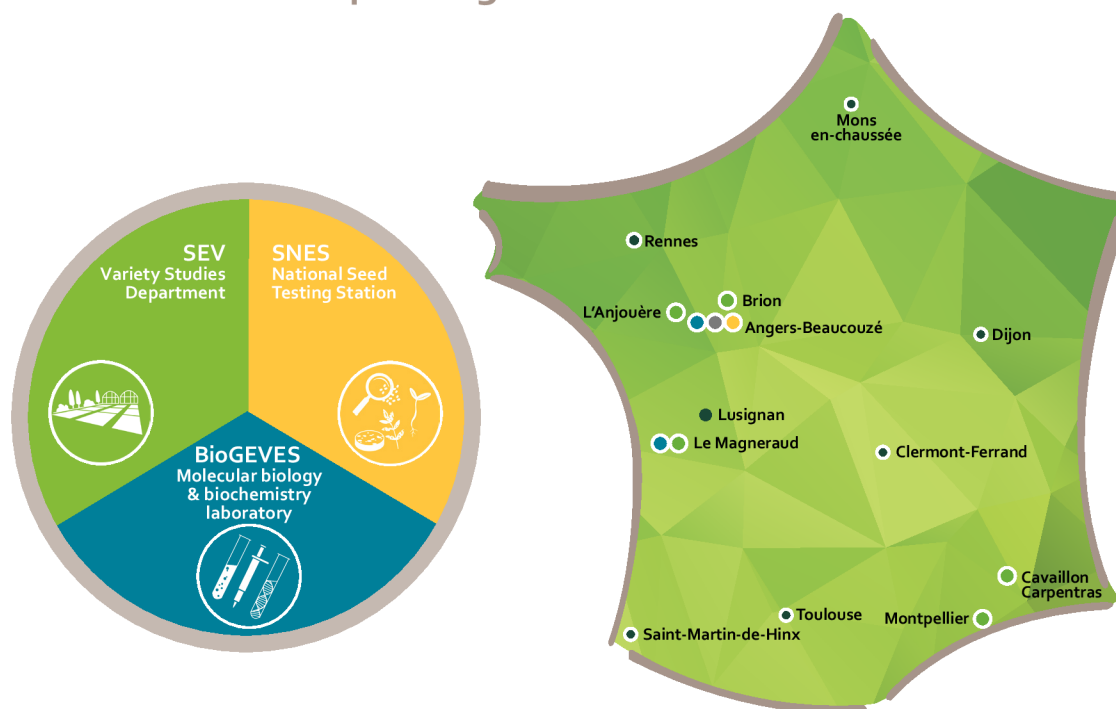 SEV
Variety Studies
Department
SNES
National Seed
Testing Station
BioGEVES
Molecular biology
& biochemistry
laboratory
Mons
en-chaussée
Rennes
Brion
L'Anjouère
Angers-Beaucouzé
Dijon
Lusignan
Le Magneraud
Clermont-Ferrand
Cavaillon
Carpentras
Toulouse
Montpellier
Saint-Martin-de-Hinx